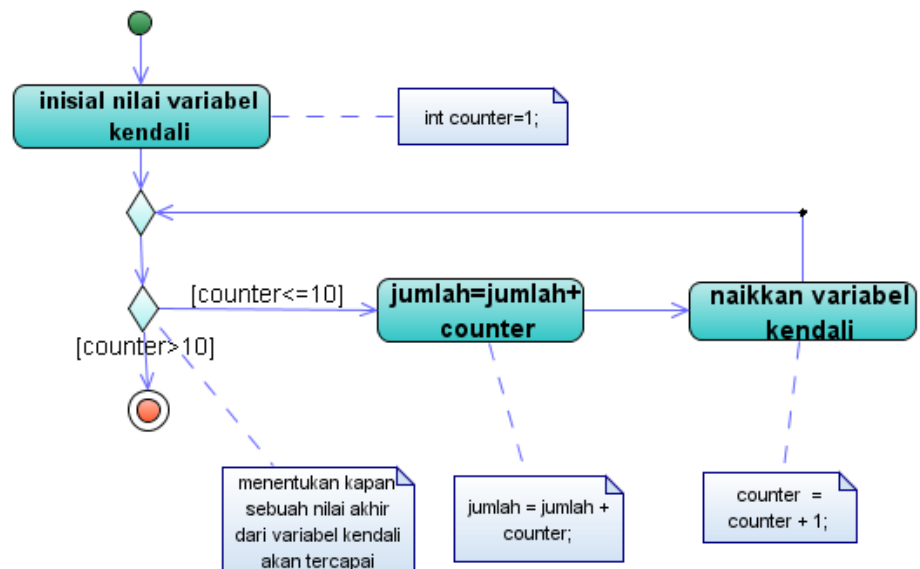 inisial nilai variabel
kendali
int counter=1;
[counter<=10]
jumlah=jumlah+
counter
naikkan variabel
kendali
[counter>10]
menentukan kapan
sebuah nilai akhir
dari variabel kendali
akan tercapai
jumlah = jumlah +
counter;
counter =
counter + 1;